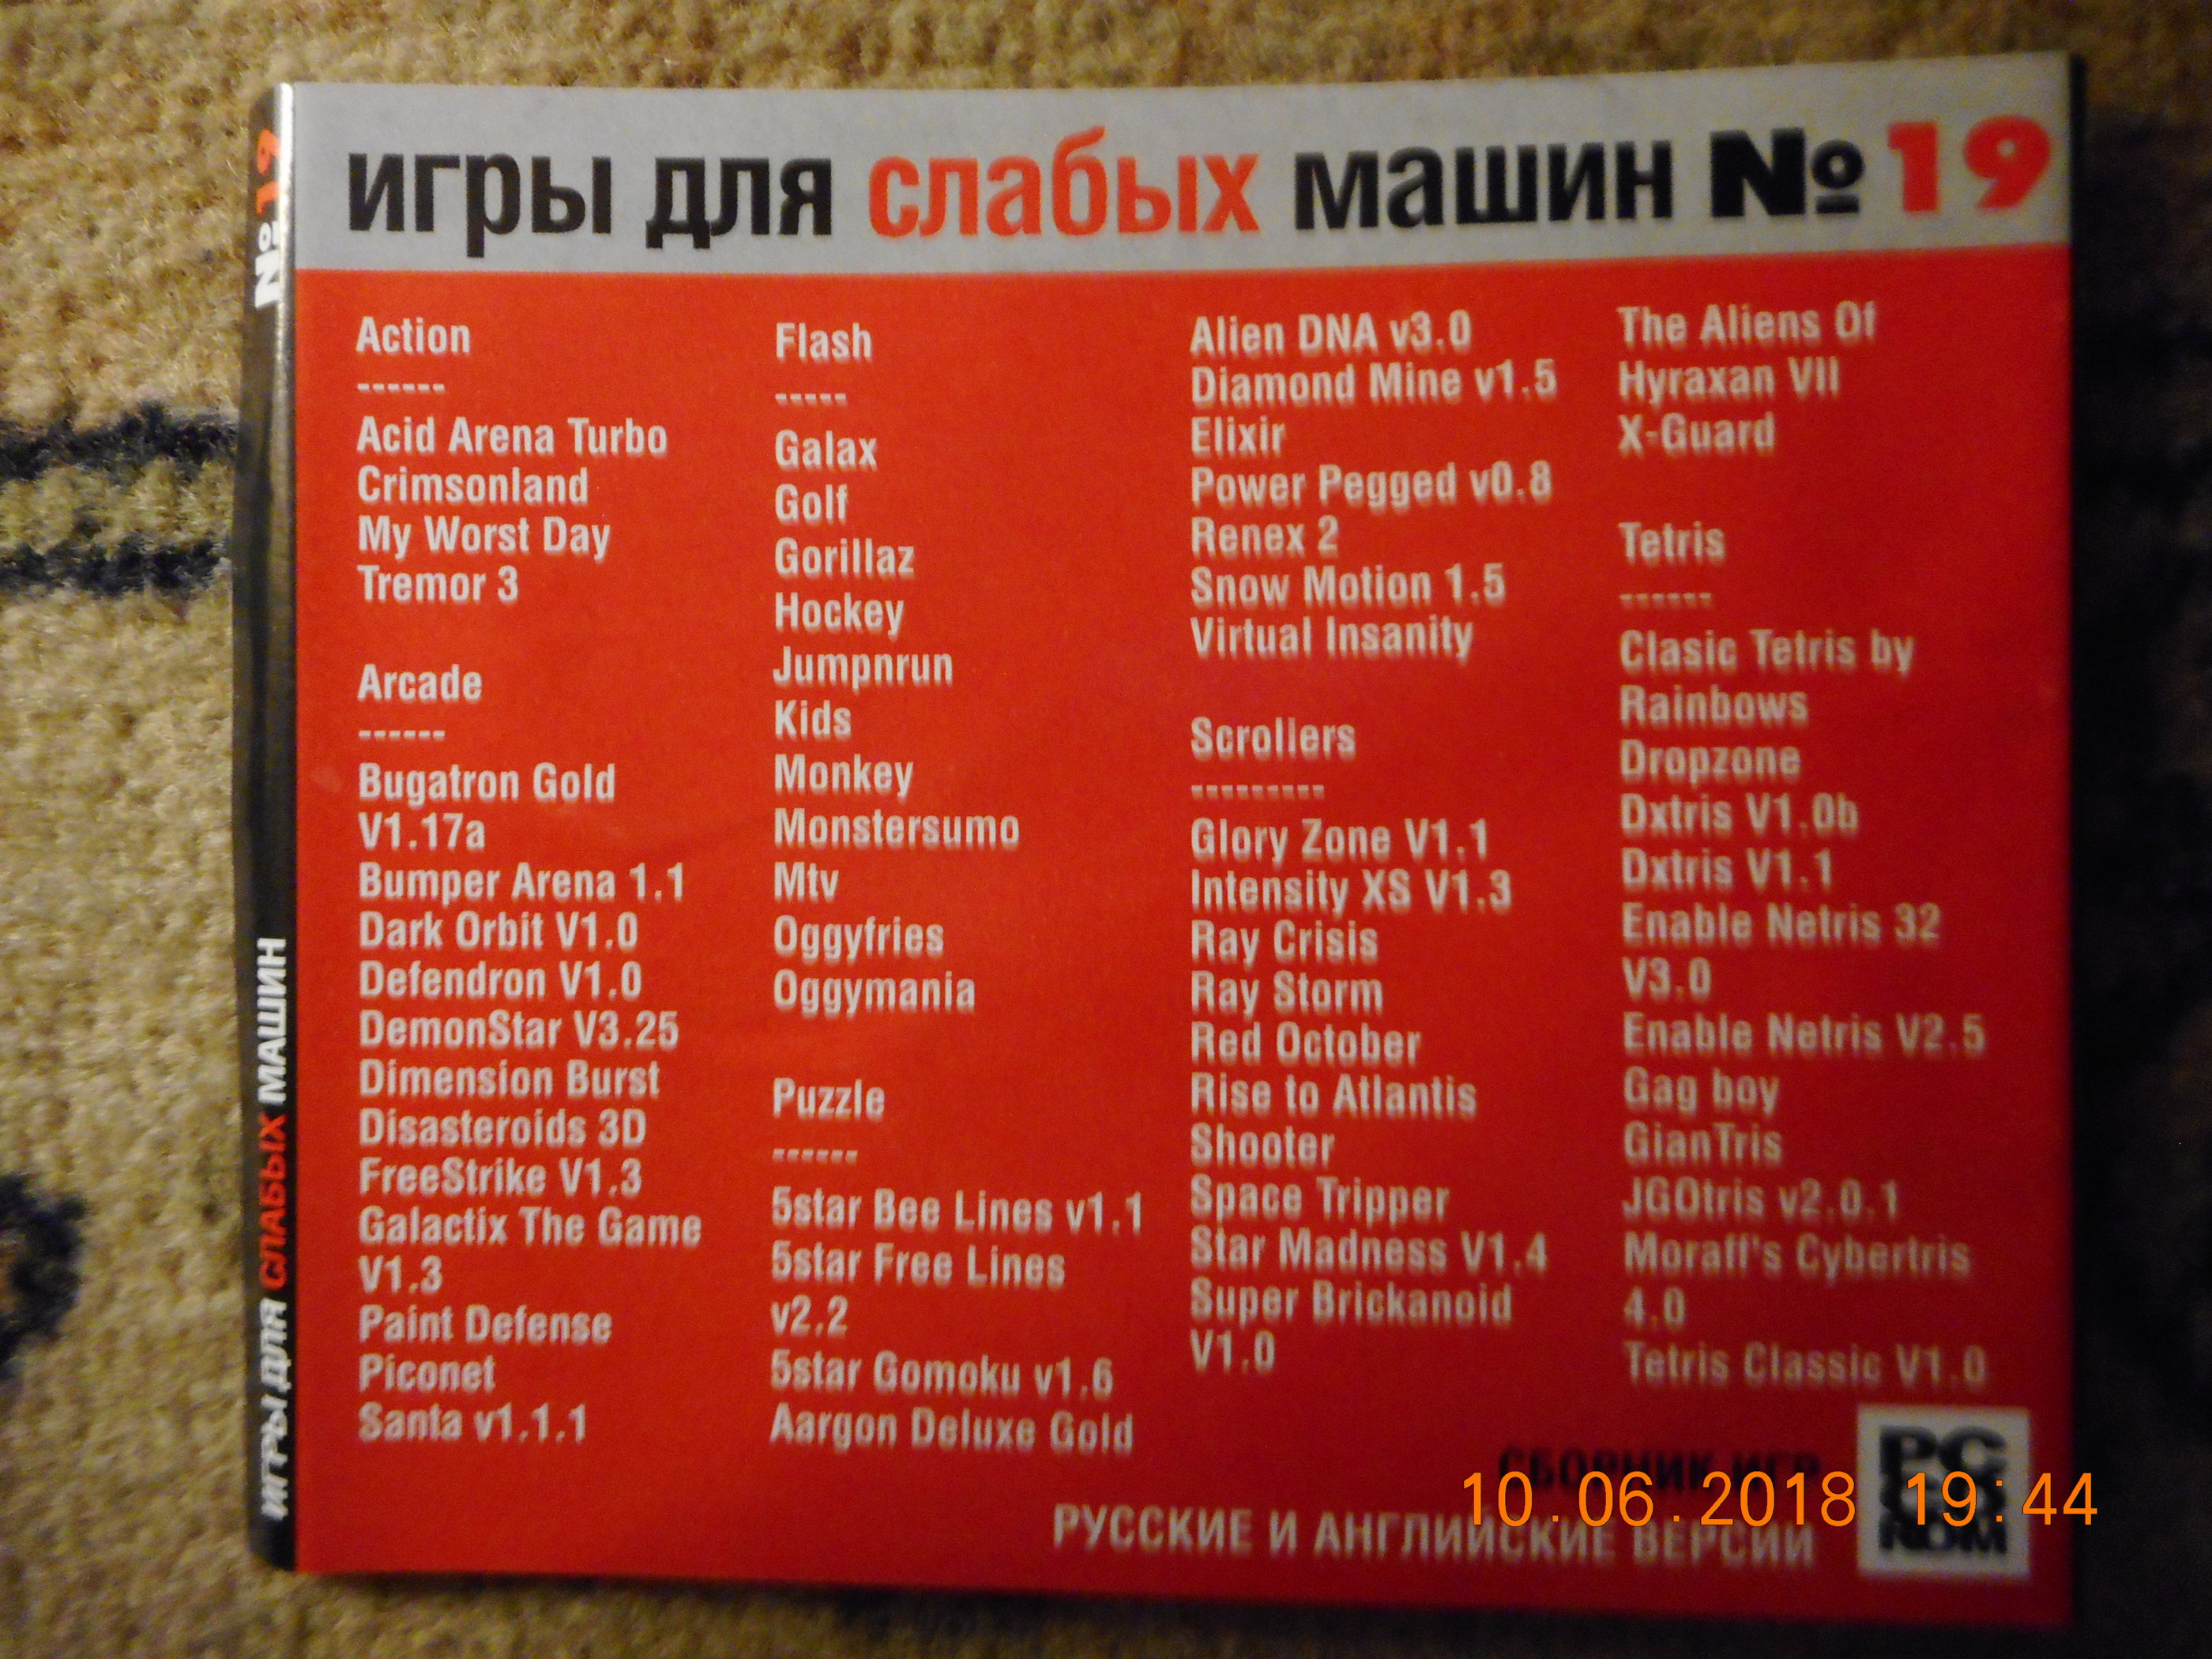 игры для слабых машин № 19
Action
------
Acid Arena Turbo
Crimsonland
My Worst Day
Tremor 3
Arcade
------
Bugatron Gold
V1.17a
Bumper Arena 1.1
Dark Orbit V1.0
Defendron V1.0
DemonStar V3.25
Dimension Burst
Disasteroids 3D
FreeStrike V1.3
Galactix The Game
V1.3
Paint Defense
Piconet
Santa v1.1.1
Flash
-----
Galax
Golf
Gorillaz
Hockey
Jumpnrun
Kids
Monkey
Monstersumo
Mtv
Oggyfries
Oggymania
Puzzle
------
5star Bee Lines v1.1
5star Free Lines
v2.2
5star Gomoku v1.6
Aargon Deluxe Gold
Alien DNA v3.0
Diamond Mine v1.5
Elixir
Power Pegged v0.8
Renex 2
Snow Motion 1.5
Virtual Insanity
Scrollers
---------
Glory Zone V1.1
Intensity XS V1.3
Ray Crisis
Ray Storm
Red October
Rise to Atlantis
Shooter
Space Tripper
Star Madness V1.4
Super Brickanoid
V1.0
The Aliens Of
Hyraxan VII
X-Guard
Tetris
------
Clasic Tetris by
Rainbows
Dropzone
Dxtris V1.0b
Dxtris V1.1
Enable Netris 32
V3.0
Enable Netris V2.5
Gag boy
GianTris
JGOtris v2.0.1
Moraff's Cybertris
4.0
Tetris Classic V1.0
СБОРНИК ИГР
РУССКИЕ И АНГЛИЙСКИЕ ВЕРСИИ
PC
CD
ROM
ИГРЫ ДЛЯ СЛАБЫХ МАШИН № 19
10.06.2018 19:44